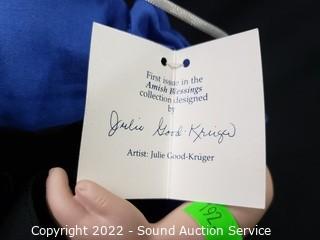 First issue in the
Amish Blessings
collection designed
by
Julie Good-Krüger
Artist: Julie Good-Krüger
192
Copyright 2022 - Sound Auction Service